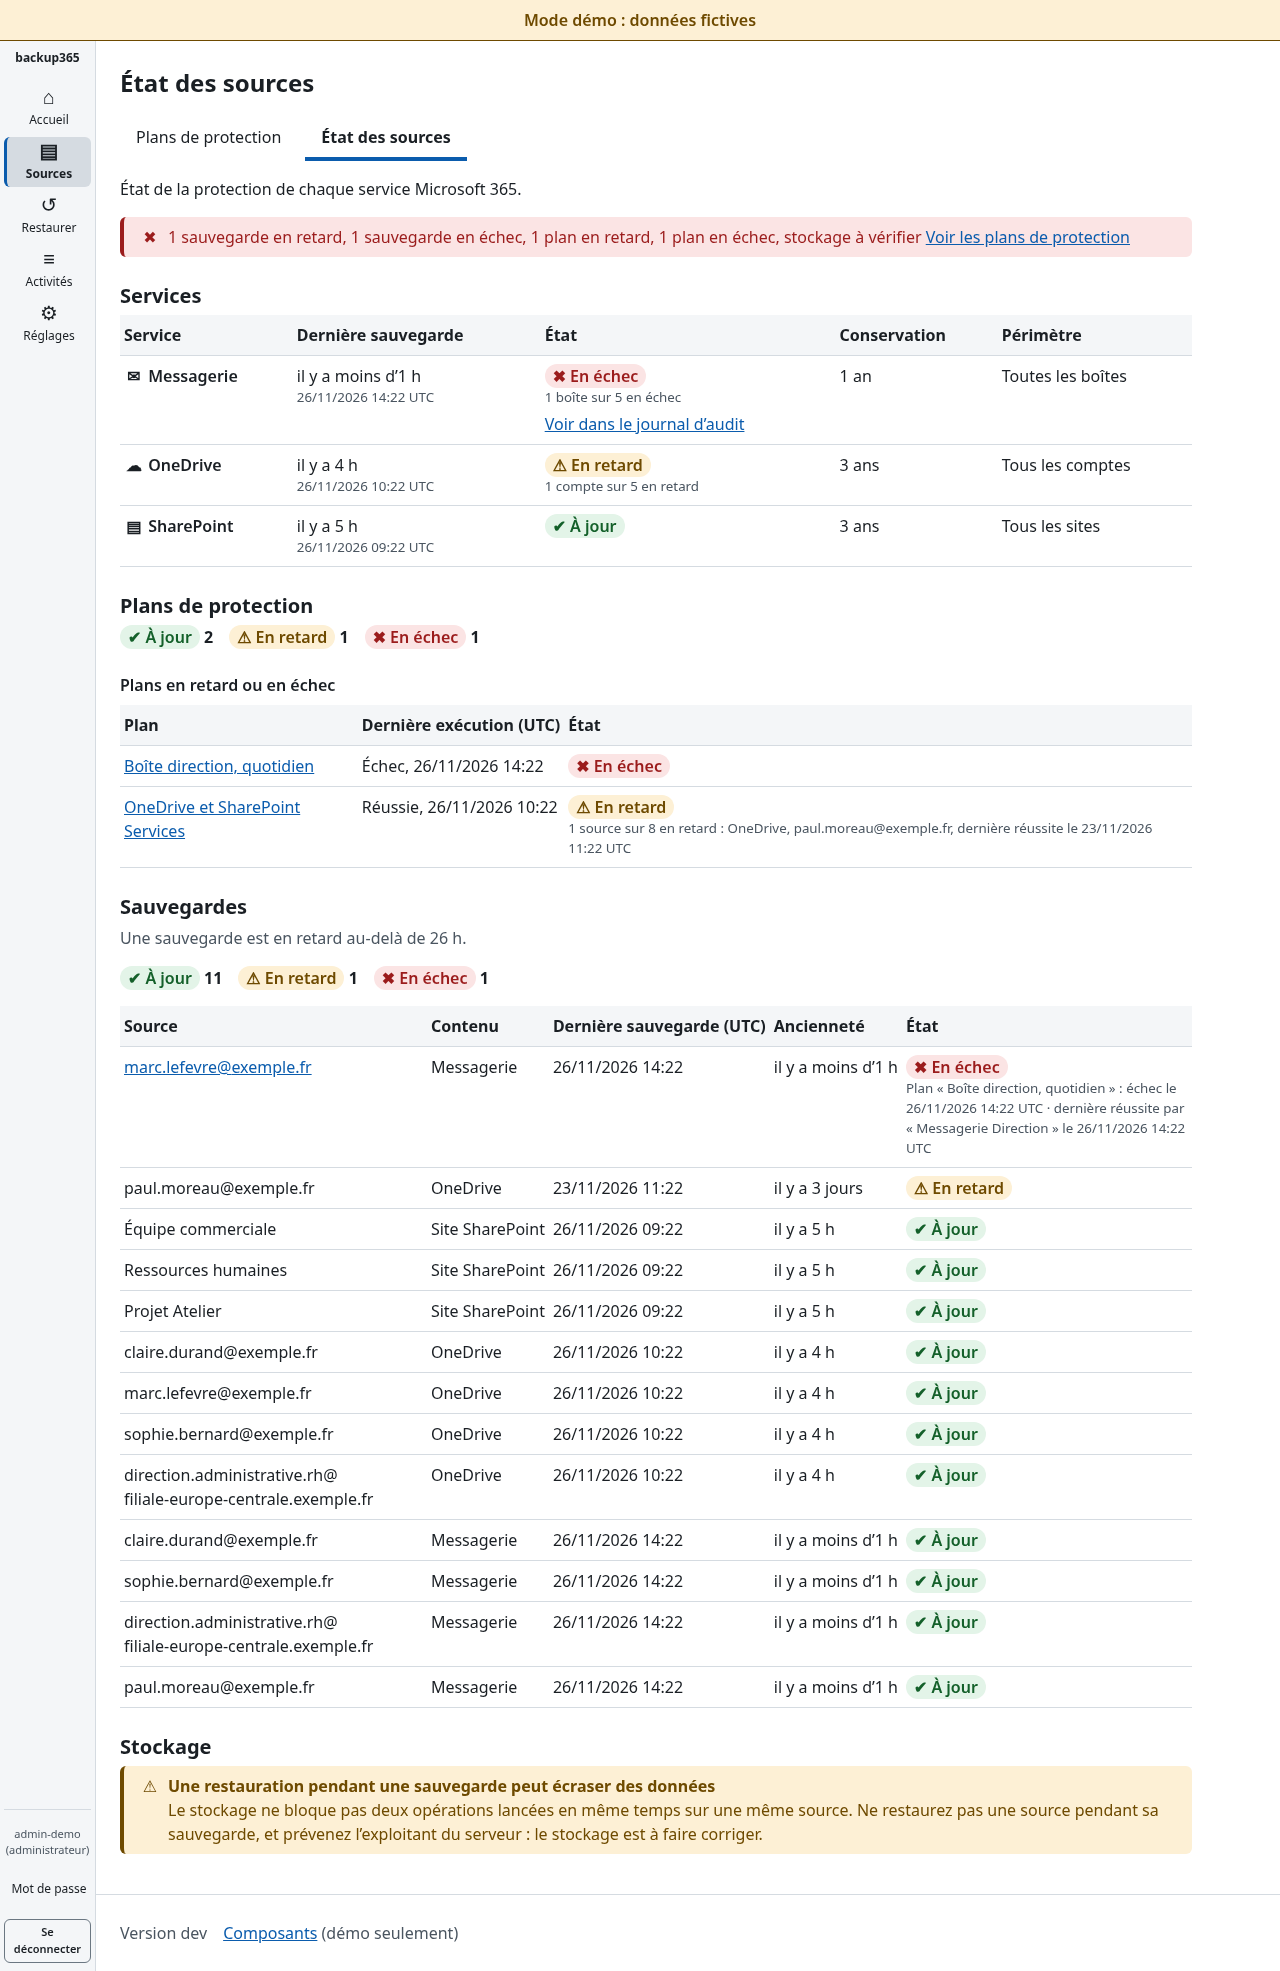 Mode démo : données fictives
backup365
Accueil
Sources
Restaurer
Activités
Réglages
État des sources
Plans de protection État des sources
État de la protection de chaque service Microsoft 365.
✖ 1 sauvegarde en retard, 1 sauvegarde en échec, 1 plan en retard, 1 plan en échec, stockage à vérifier Voir les plans de protection
Services
Service Dernière sauvegarde État Conservation Périmètre
✉ Messagerie il y a moins d’1 h ✖ En échec 1 an Toutes les boîtes
26/11/2026 14:22 UTC 1 boîte sur 5 en échec
Voir dans le journal d’audit
☁ OneDrive il y a 4 h ⚠ En retard 3 ans Tous les comptes
26/11/2026 10:22 UTC 1 compte sur 5 en retard
▤ SharePoint il y a 5 h ✔ À jour 3 ans Tous les sites
26/11/2026 09:22 UTC
Plans de protection
✔ À jour 2 ⚠ En retard 1 ✖ En échec 1
Plans en retard ou en échec
Plan Dernière exécution (UTC) État
Boîte direction, quotidien Échec, 26/11/2026 14:22 ✖ En échec
OneDrive et SharePoint Réussie, 26/11/2026 10:22 ⚠ En retard
Services 1 source sur 8 en retard : OneDrive, paul.moreau@exemple.fr, dernière réussite le 23/11/2026
11:22 UTC
Sauvegardes
Une sauvegarde est en retard au-delà de 26 h.
✔ À jour 11 ⚠ En retard 1 ✖ En échec 1
Source Contenu Dernière sauvegarde (UTC) Ancienneté État
marc.lefevre@exemple.fr Messagerie 26/11/2026 14:22 il y a moins d’1 h ✖ En échec
Plan « Boîte direction, quotidien » : échec le
26/11/2026 14:22 UTC · dernière réussite par
« Messagerie Direction » le 26/11/2026 14:22
UTC
paul.moreau@exemple.fr OneDrive 23/11/2026 11:22 il y a 3 jours ⚠ En retard
Équipe commerciale Site SharePoint 26/11/2026 09:22 il y a 5 h ✔ À jour
Ressources humaines Site SharePoint 26/11/2026 09:22 il y a 5 h ✔ À jour
Projet Atelier Site SharePoint 26/11/2026 09:22 il y a 5 h ✔ À jour
claire.durand@exemple.fr OneDrive 26/11/2026 10:22 il y a 4 h ✔ À jour
marc.lefevre@exemple.fr OneDrive 26/11/2026 10:22 il y a 4 h ✔ À jour
sophie.bernard@exemple.fr OneDrive 26/11/2026 10:22 il y a 4 h ✔ À jour
direction.administrative.rh@ OneDrive 26/11/2026 10:22 il y a 4 h ✔ À jour
filiale-europe-centrale.exemple.fr
claire.durand@exemple.fr Messagerie 26/11/2026 14:22 il y a moins d’1 h ✔ À jour
sophie.bernard@exemple.fr Messagerie 26/11/2026 14:22 il y a moins d’1 h ✔ À jour
direction.administrative.rh@ Messagerie 26/11/2026 14:22 il y a moins d’1 h ✔ À jour
filiale-europe-centrale.exemple.fr
paul.moreau@exemple.fr Messagerie 26/11/2026 14:22 il y a moins d’1 h ✔ À jour
Stockage
⚠ Une restauration pendant une sauvegarde peut écraser des données
Le stockage ne bloque pas deux opérations lancées en même temps sur une même source. Ne restaurez pas une source pendant sa
sauvegarde, et prévenez l’exploitant du serveur : le stockage est à faire corriger.
admin-demo
(administrateur)
Mot de passe
Se
déconnecter
Version dev Composants (démo seulement)